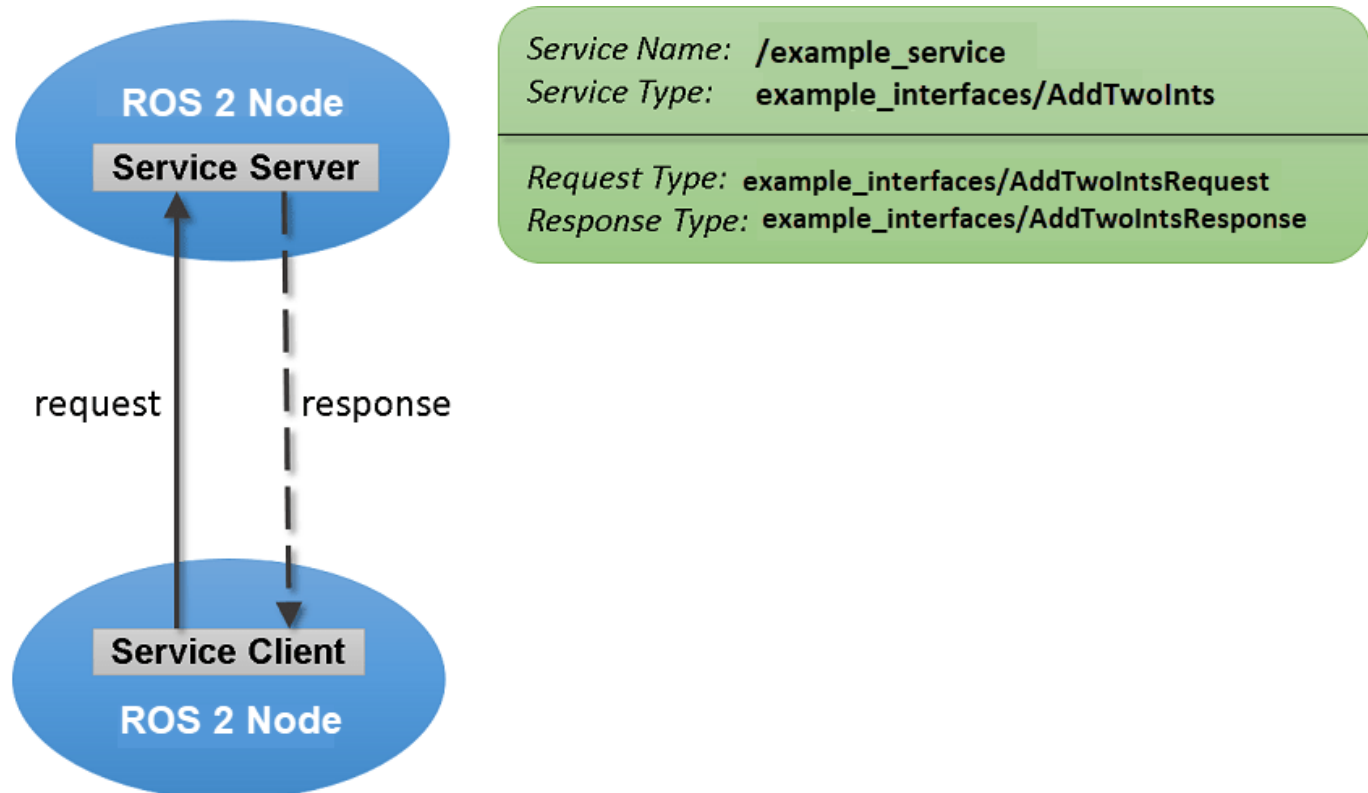 ROS 2 Node
Service Server
Service Name: /example_service
Service Type: example_interfaces/AddTwoInts
Request Type: example_interfaces/AddTwoIntsRequest
Response Type: example_interfaces/AddTwoIntsResponse
request
response
Service Client
ROS 2 Node